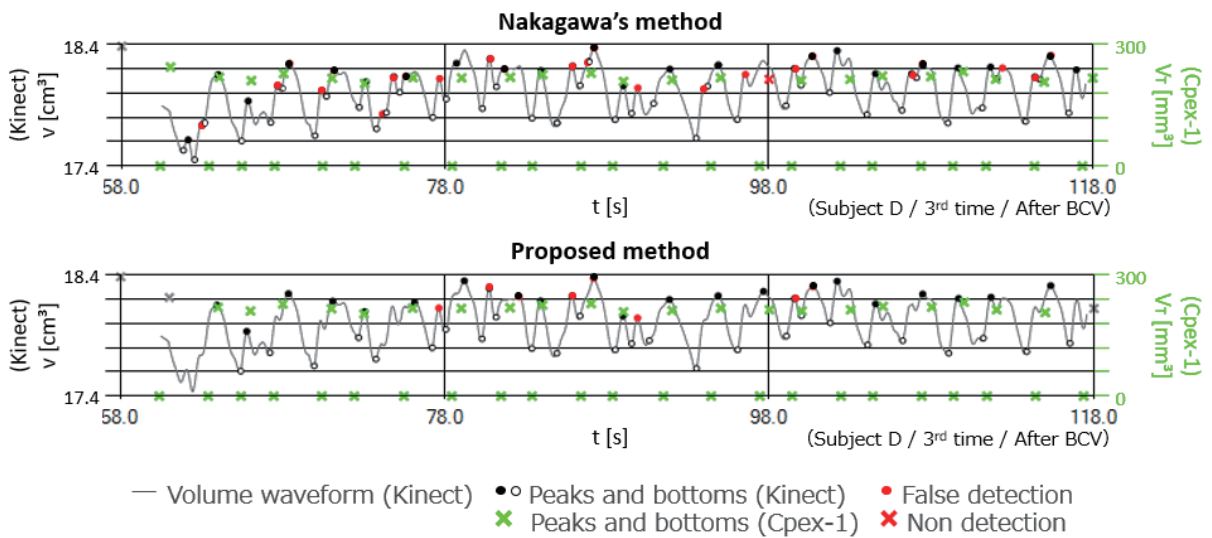 Nakagawa's method
18.4
17.4
(Kinect)
v [cm³]
300
0
(Cpex-1)
VT [mm³]
58.0 78.0 98.0 118.0
t [s]
(Subject D / 3rd time / After BCV)
Proposed method
18.4
17.4
(Kinect)
v [cm³]
300
0
(Cpex-1)
VT [mm³]
58.0 78.0 98.0 118.0
t [s]
(Subject D / 3rd time / After BCV)
Volume waveform (Kinect) Peaks and bottoms (Kinect) False detection
Peaks and bottoms (Cpex-1) Non detection